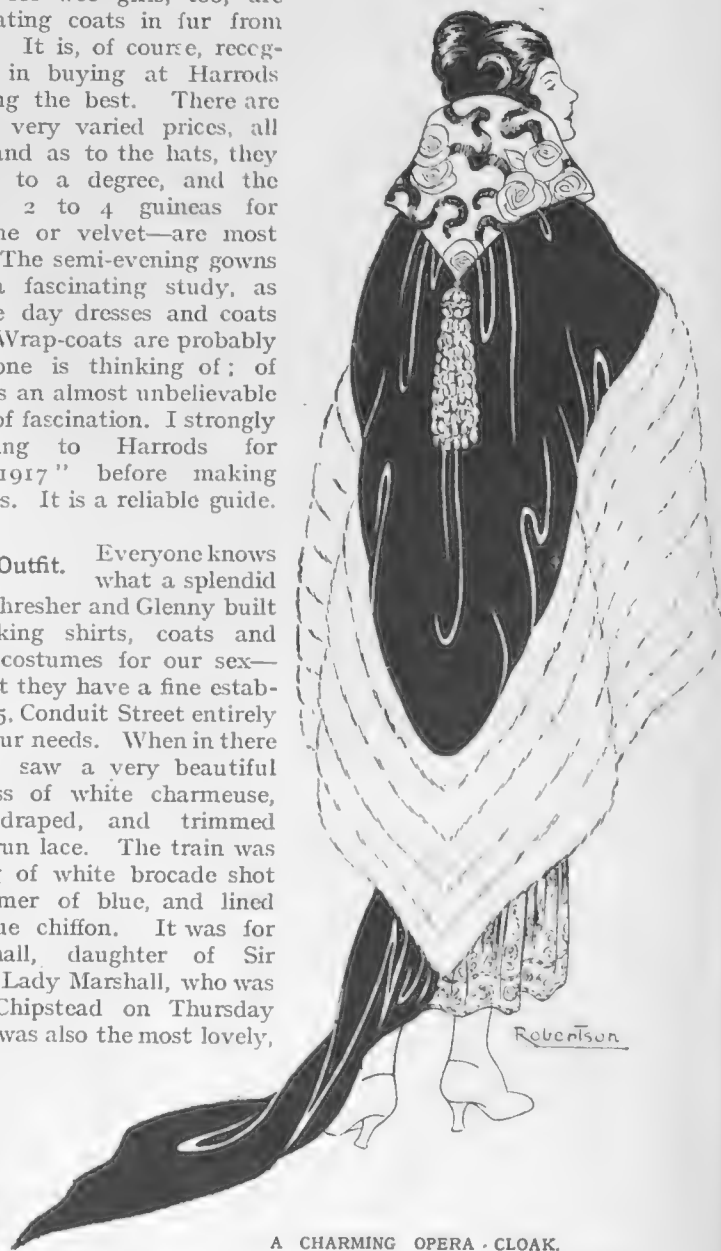 ating coats in fur from
It is, of course, reccg-
in buying at Harrods
ng the best. There are
very varied prices, all
and as to the hats, they
to a degree, and the
2 to 4 guineas for
ne or velvet—are most
The semi-evening gowns
a fascinating study, as
e day dresses and coats
Wrap-coats are probably
one is thinking of; of
s an almost unbelievable
of fascination. I strongly
ng to Harrods for
1917" before making
s. It is a reliable guide.
Outfit. Everyone knows
what a splendid
hresher and Glenny built
king shirts, coats and
costumes for our sex—
t they have a fine estab-
5, Conduit Street entirely
ur needs. When in there
saw a very beautiful
ss of white charmeuse,
draped, and trimmed
run lace. The train was
g of white brocade shot
mer of blue, and lined
ue chiffon. It was for
hall, daughter of Sir
Lady Marshall, who was
Chipstead on Thursday
was also the most lovely,
Robertson
A CHARMING OPERA-CLOAK.